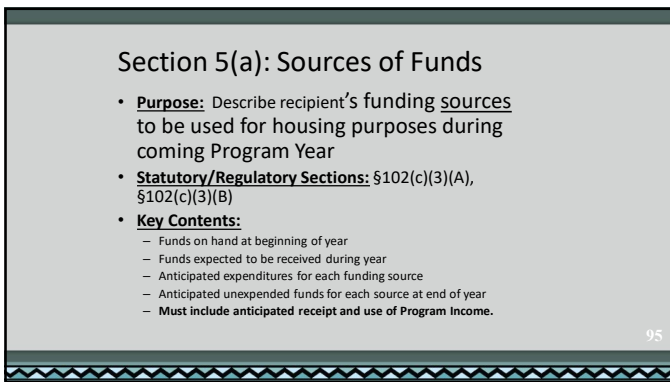 Section 5(a): Sources of Funds
• Purpose: Describe recipient's funding sources
to be used for housing purposes during
coming Program Year
• Statutory/Regulatory Sections: §102(c)(3)(A),
§102(c)(3)(B)
• Key Contents:
– Funds on hand at beginning of year
– Funds expected to be received during year
– Anticipated expenditures for each funding source
– Anticipated unexpended funds for each source at end of year
– Must include anticipated receipt and use of Program Income.
95